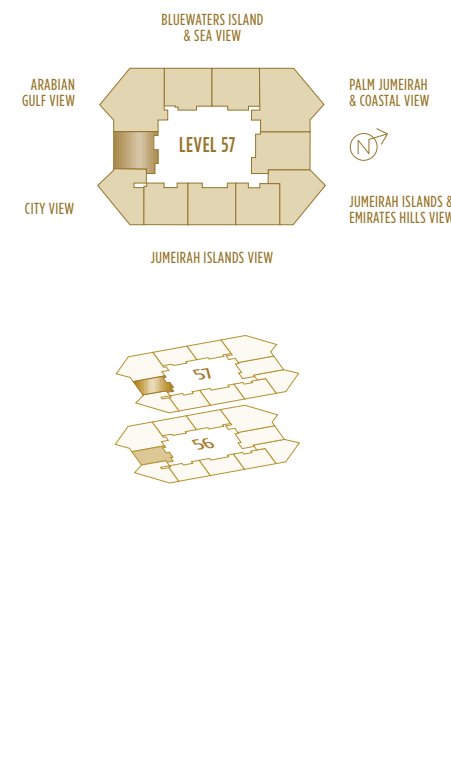 BLUEWATERS ISLAND
& SEA VIEW
ARABIAN
GULF VIEW
PALM JUMEIRAH
& COASTAL VIEW
LEVEL 57
N
CITY VIEW
JUMEIRAH ISLANDS &
EMIRATES HILLS VIEW
JUMEIRAH ISLANDS VIEW
57
56